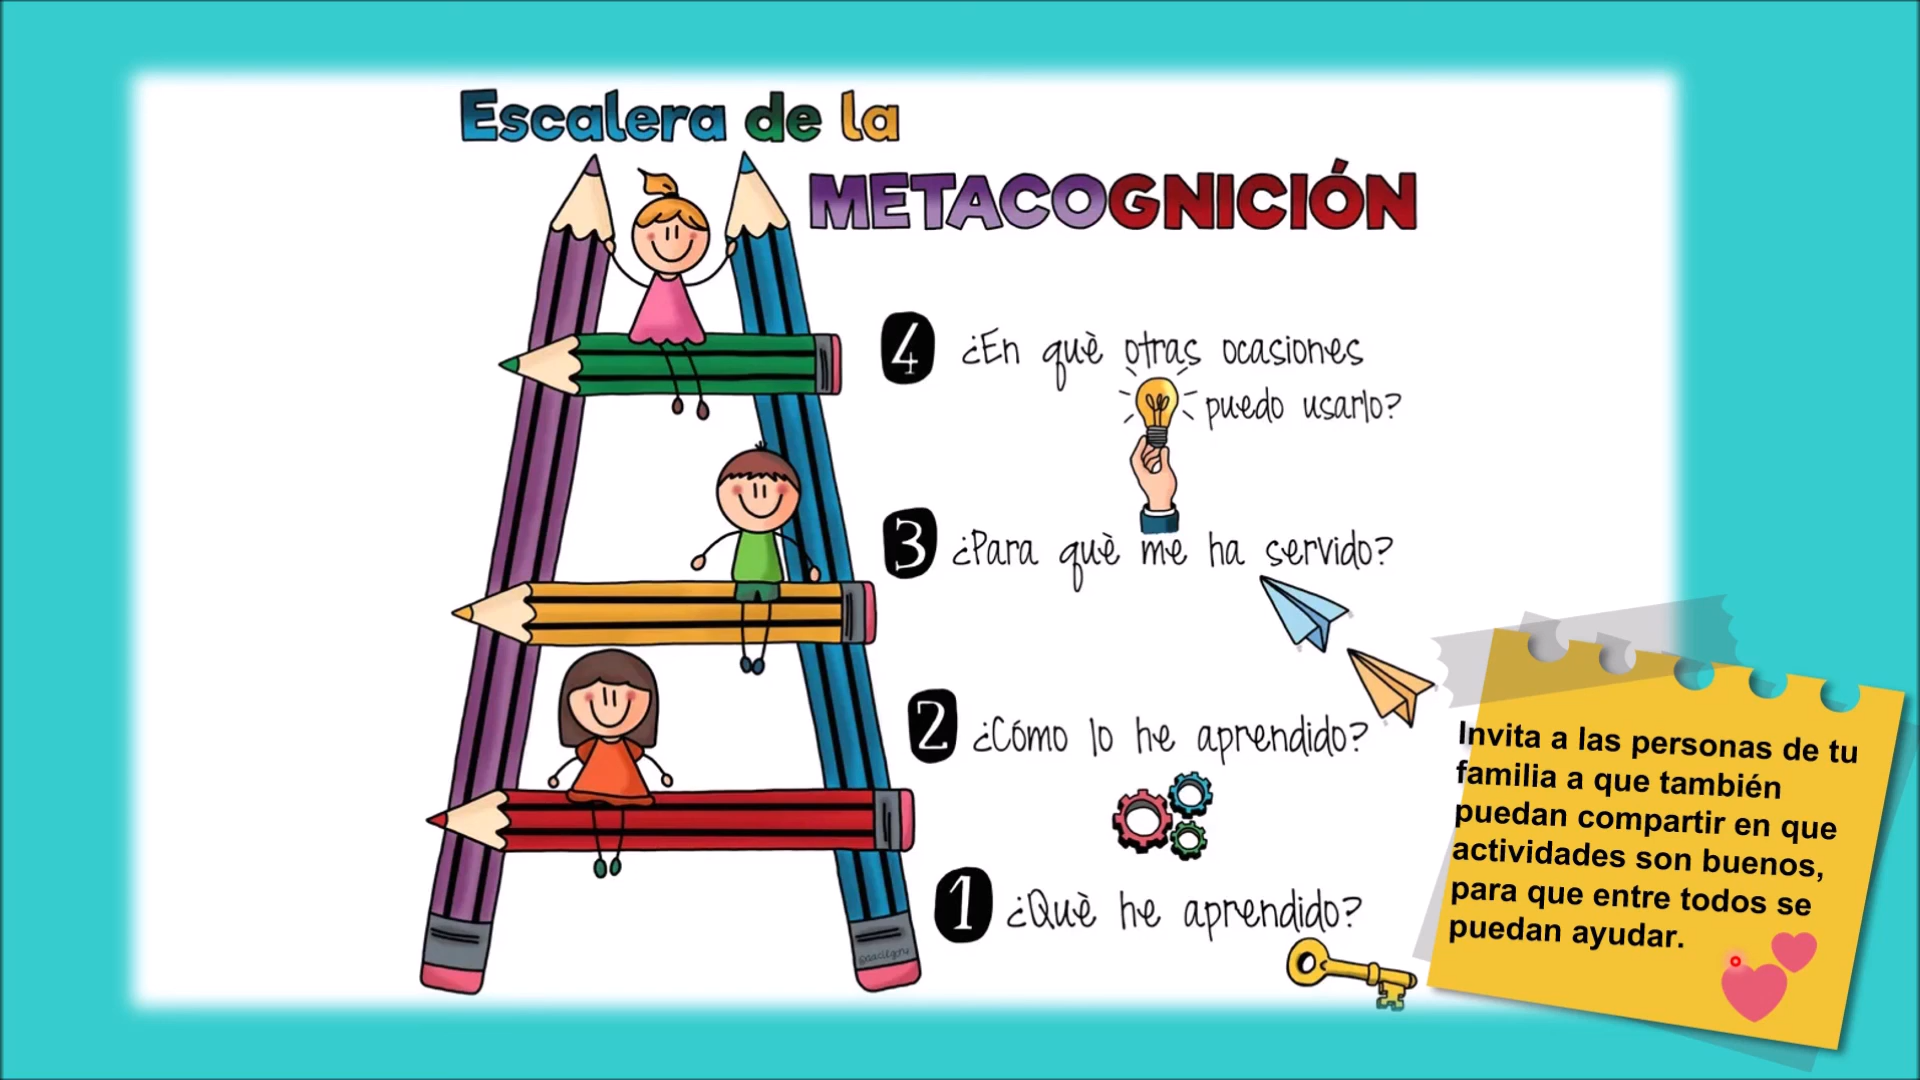 Escalera de la
METACOGNICIÓN
4 ¿En què otras ocasiones
puedo usarlo?
3 ¿Para què me ha servido?
2 ¿Cómo lo he aprendido?
1 ¿Què he aprendido?
Invita a las personas de tu
familia a que también
puedan compartir en que
actividades son buenos,
para que entre todos se
puedan ayudar.